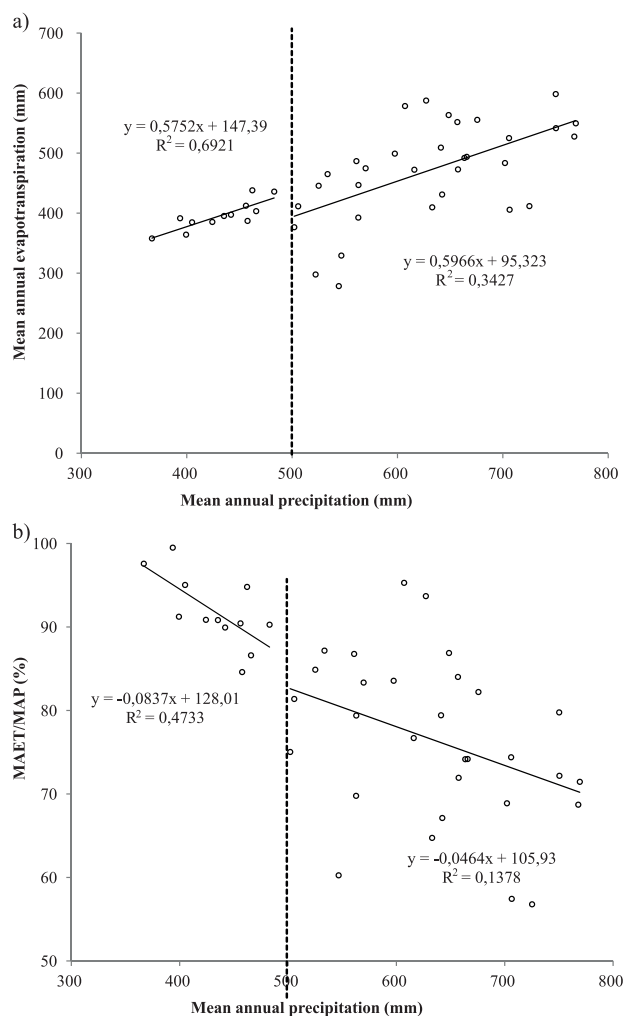 a)
700
600
500
400
300
200
100
0
Mean annual evapotranspiration (mm)
y = 0,5752x + 147,39
R² = 0,6921
y = 0,5966x + 95,323
R² = 0,3427
300 400 500 600 700 800
Mean annual precipitation (mm)
b)
100
90
80
70
60
50
MAET/MAP (%)
y = -0,0837x + 128,01
R² = 0,4733
y = -0,0464x + 105,93
R² = 0,1378
300 400 500 600 700 800
Mean annual precipitation (mm)